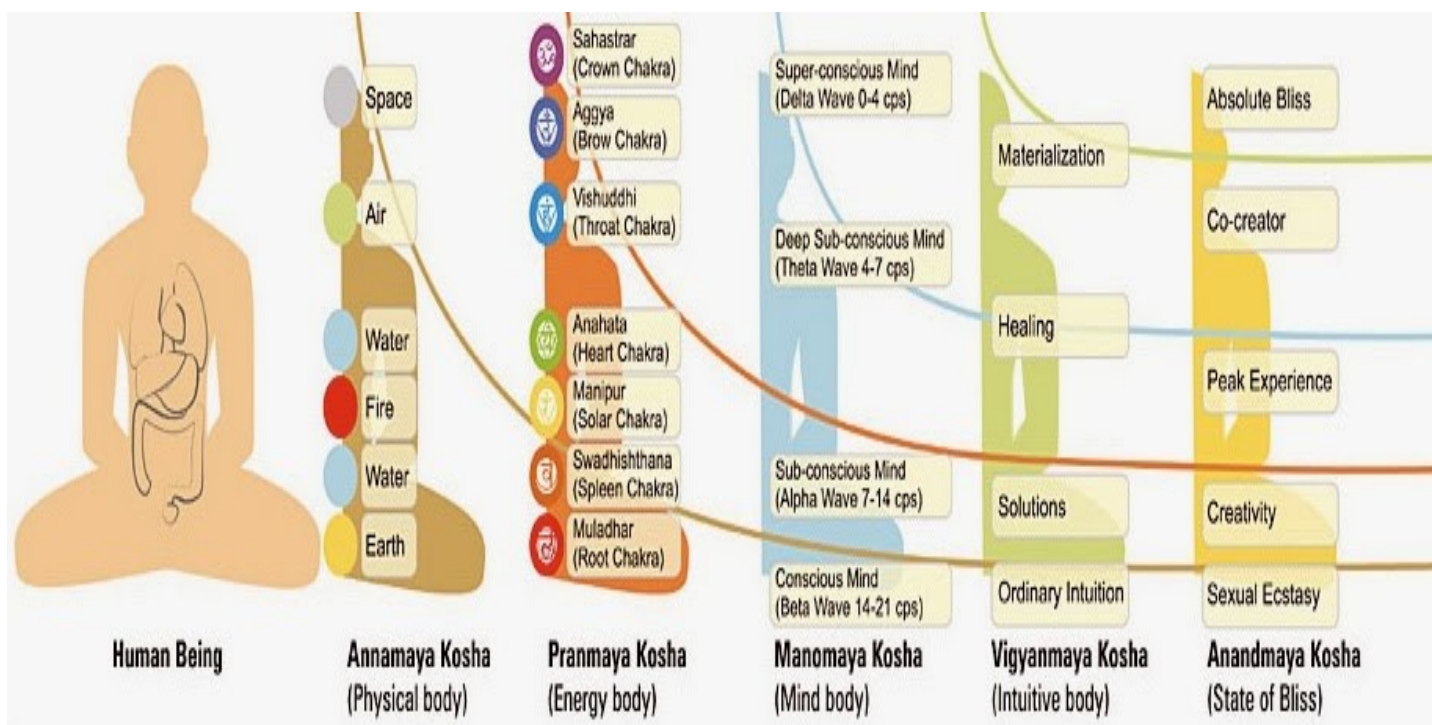 Space
Air
Water
Fire
Water
Earth
Sahastrar
(Crown Chakra)
Aggya
(Brow Chakra)
Vishuddhi
(Throat Chakra)
Anahata
(Heart Chakra)
Manipur
(Solar Chakra)
Swadhishthana
(Spleen Chakra)
Muladhar
(Root Chakra)
Super-conscious Mind
(Delta Wave 0-4 cps)
Deep Sub-conscious Mind
(Theta Wave 4-7 cps)
Sub-conscious Mind
(Alpha Wave 7-14 cps)
Conscious Mind
(Beta Wave 14-21 cps)
Materialization
Healing
Solutions
Ordinary Intuition
Absolute Bliss
Co-creator
Peak Experience
Creativity
Sexual Ecstasy
Human Being
Annamaya Kosha
(Physical body)
Pranmaya Kosha
(Energy body)
Manomaya Kosha
(Mind body)
Vigyanmaya Kosha
(Intuitive body)
Anandmaya Kosha
(State of Bliss)